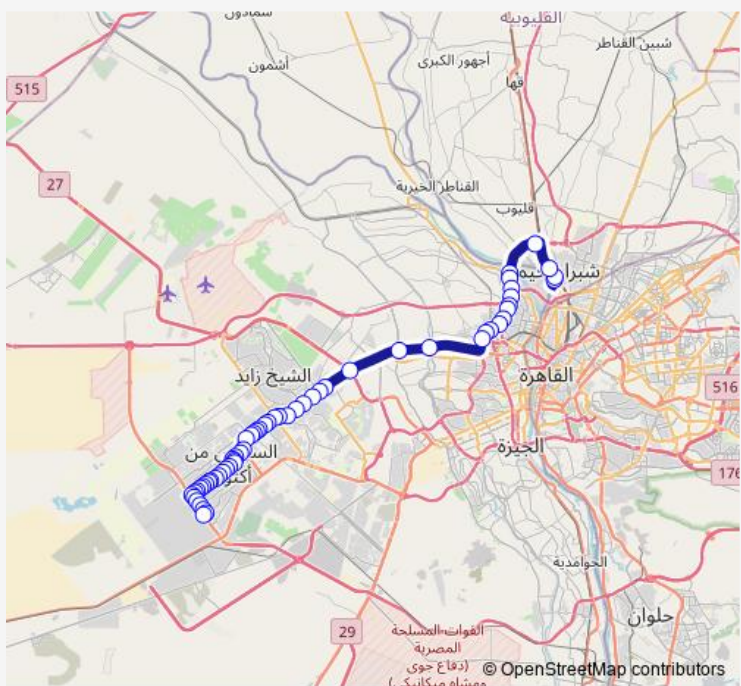 القليوبية
515
أشمون
أجهور الكبرى
شبين القناطر
قها
27
القناطر الخيرية
قليوب
الشيخ زايد
القاهرة
516
الجيزة
176
الحوامدية
حلوان
29
القوات المسلحة
المصرية
(دفاع جوى
© OpenStreetMap contributors